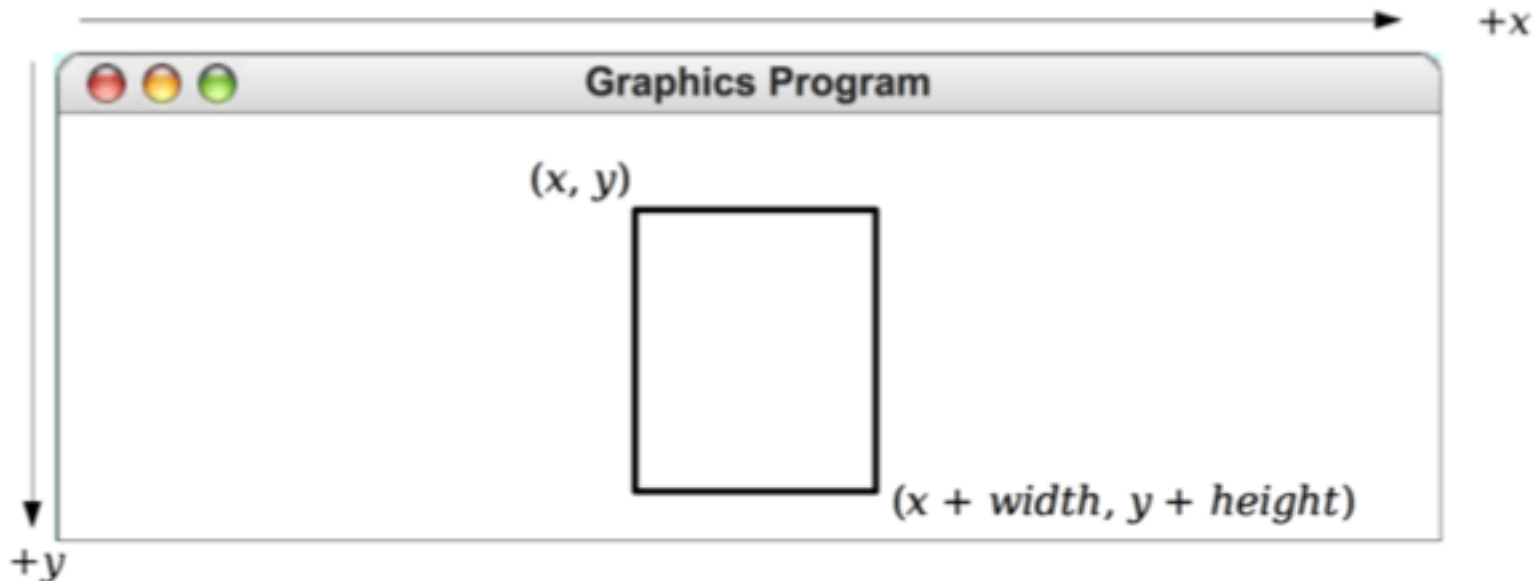 +x
Graphics Program
(x, y)
(x + width, y + height)
+y